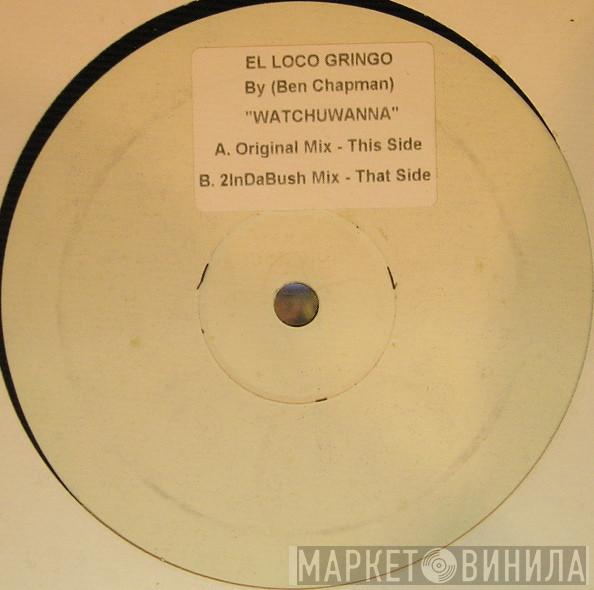 EL LOCO GRINGO
By (Ben Chapman)
"WATCHUWANNA"
A. Original Mix - This Side
B. 2InDaBush Mix - That Side
МАРКЕТ ВИНИЛА